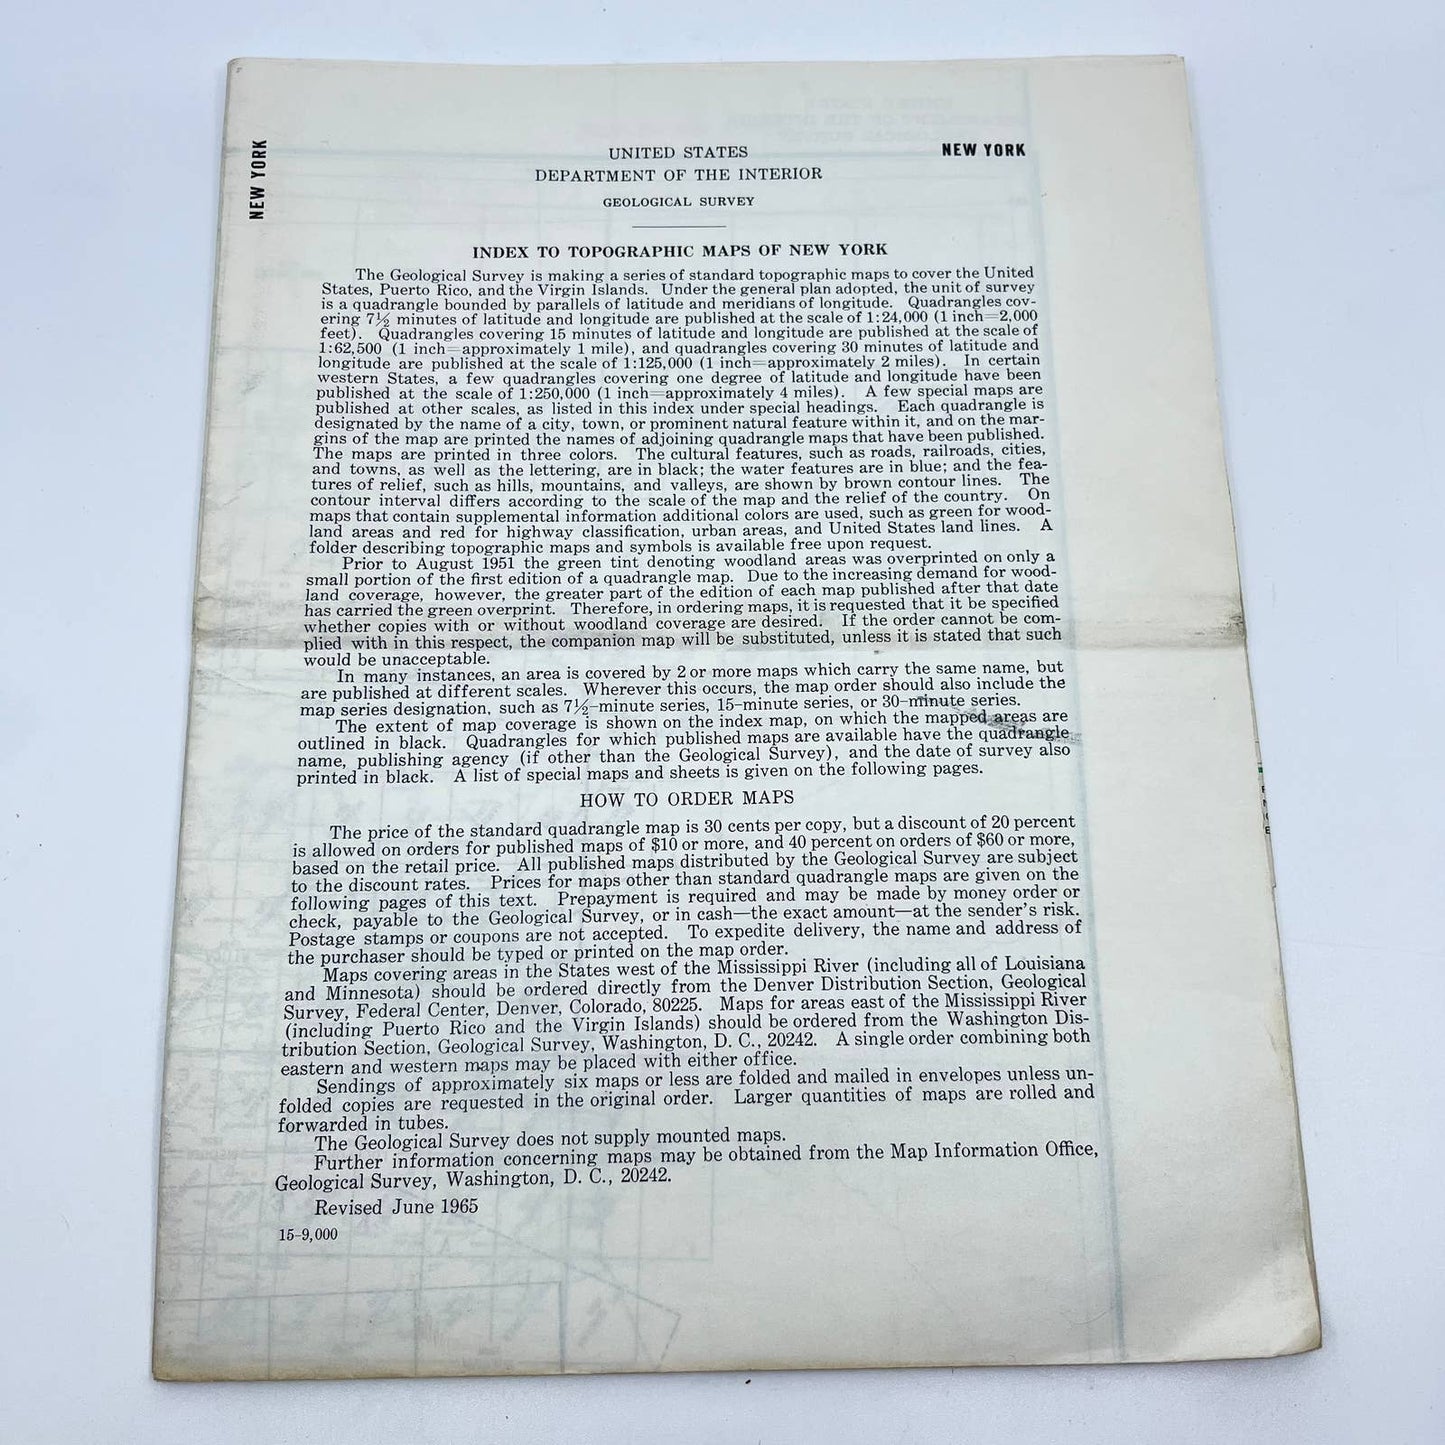 NEW YORK
NEW YORK
UNITED STATES
DEPARTMENT OF THE INTERIOR
GEOLOGICAL SURVEY
INDEX TO TOPOGRAPHIC MAPS OF NEW YORK
The Geological Survey is making a series of standard topographic maps to cover the United
States, Puerto Rico, and the Virgin Islands. Under the general plan adopted, the unit of survey
is a quadrangle bounded by parallels of latitude and meridians of longitude. Quadrangles cov-
ering 7½ minutes of latitude and longitude are published at the scale of 1:24,000 (1 inch=2,000
feet). Quadrangles covering 15 minutes of latitude and longitude are published at the scale of
1:62,500 (1 inch=approximately 1 mile), and quadrangles covering 30 minutes of latitude and
longitude are published at the scale of 1:125,000 (1 inch=approximately 2 miles). In certain
western States, a few quadrangles covering one degree of latitude and longitude have been
published at the scale of 1:250,000 (1 inch=approximately 4 miles). A few special maps are
published at other scales, as listed in this index under special headings. Each quadrangle is
designated by the name of a city, town, or prominent natural feature within it, and on the mar-
gins of the map are printed the names of adjoining quadrangle maps that have been published.
The maps are printed in three colors. The cultural features, such as roads, railroads, cities,
and towns, as well as the lettering, are in black; the water features are in blue; and the fea-
tures of relief, such as hills, mountains, and valleys, are shown by brown contour lines. The
contour interval differs according to the scale of the map and the relief of the country. On
maps that contain supplemental information additional colors are used, such as green for wood-
land areas and red for highway classification, urban areas, and United States land lines. A
folder describing topographic maps and symbols is available free upon request.
Prior to August 1951 the green tint denoting woodland areas was overprinted on only a
small portion of the first edition of a quadrangle map. Due to the increasing demand for wood-
land coverage, however, the greater part of the edition of each map published after that date
has carried the green overprint. Therefore, in ordering maps, it is requested that it be specified
whether copies with or without woodland coverage are desired. If the order cannot be com-
plied with in this respect, the companion map will be substituted, unless it is stated that such
would be unacceptable.
In many instances, an area is covered by 2 or more maps which carry the same name, but
are published at different scales. Wherever this occurs, the map order should also include the
map series designation, such as 7½-minute series, 15-minute series, or 30-minute series.
The extent of map coverage is shown on the index map, on which the mapped areas are
outlined in black. Quadrangles for which published maps are available have the quadrangle
name, publishing agency (if other than the Geological Survey), and the date of survey also
printed in black. A list of special maps and sheets is given on the following pages.
HOW TO ORDER MAPS
The price of the standard quadrangle map is 30 cents per copy, but a discount of 20 percent
is allowed on orders for published maps of $10 or more, and 40 percent on orders of $60 or more,
based on the retail price. All published maps distributed by the Geological Survey are subject
to the discount rates. Prices for maps other than standard quadrangle maps are given on the
following pages of this text. Prepayment is required and may be made by money order or
check, payable to the Geological Survey, or in cash—the exact amount—at the sender's risk.
Postage stamps or coupons are not accepted. To expedite delivery, the name and address of
the purchaser should be typed or printed on the map order.
Maps covering areas in the States west of the Mississippi River (including all of Louisiana
and Minnesota) should be ordered directly from the Denver Distribution Section, Geological
Survey, Federal Center, Denver, Colorado, 80225. Maps for areas east of the Mississippi River
(including Puerto Rico and the Virgin Islands) should be ordered from the Washington Dis-
tribution Section, Geological Survey, Washington, D. C., 20242. A single order combining both
eastern and western maps may be placed with either office.
Sendings of approximately six maps or less are folded and mailed in envelopes unless un-
folded copies are requested in the original order. Larger quantities of maps are rolled and
forwarded in tubes.
The Geological Survey does not supply mounted maps.
Further information concerning maps may be obtained from the Map Information Office,
Geological Survey, Washington, D. C., 20242.
Revised June 1965
15-9,000